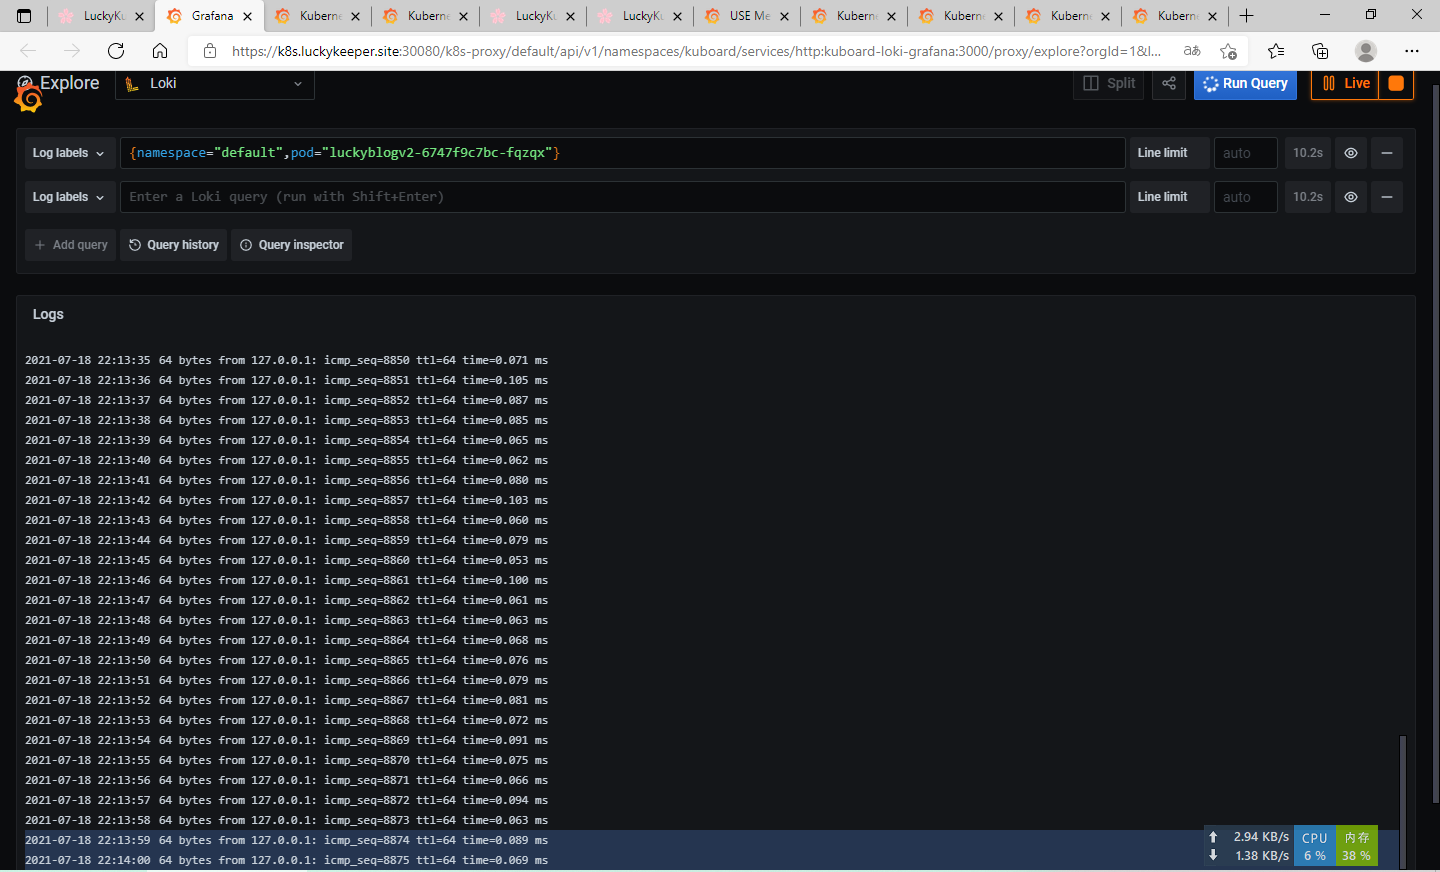 LuckyKu
Grafana
Kuberne
Kuberne
LuckyKu
LuckyKu
USE Me
Kuberne
Kuberne
Kuberne
Kuberne
https://k8s.luckykeeper.site:30080/k8s-proxy/default/api/v1/namespaces/kuboard/services/http:kuboard-loki-grafana:3000/proxy/explore?orgId=1&l...
aあ
Explore
Loki
Split
Run Query
Live
Log labels
{namespace="default",pod="luckyblogv2-6747f9c7bc-fqzqx"}
Line limit
auto
10.2s
Log labels
Enter a Loki query (run with Shift+Enter)
Line limit
auto
10.2s
+ Add query
Query history
Query inspector
Logs
2021-07-18 22:13:35 64 bytes from 127.0.0.1: icmp_seq=8850 ttl=64 time=0.071 ms
2021-07-18 22:13:36 64 bytes from 127.0.0.1: icmp_seq=8851 ttl=64 time=0.105 ms
2021-07-18 22:13:37 64 bytes from 127.0.0.1: icmp_seq=8852 ttl=64 time=0.087 ms
2021-07-18 22:13:38 64 bytes from 127.0.0.1: icmp_seq=8853 ttl=64 time=0.085 ms
2021-07-18 22:13:39 64 bytes from 127.0.0.1: icmp_seq=8854 ttl=64 time=0.065 ms
2021-07-18 22:13:40 64 bytes from 127.0.0.1: icmp_seq=8855 ttl=64 time=0.062 ms
2021-07-18 22:13:41 64 bytes from 127.0.0.1: icmp_seq=8856 ttl=64 time=0.080 ms
2021-07-18 22:13:42 64 bytes from 127.0.0.1: icmp_seq=8857 ttl=64 time=0.103 ms
2021-07-18 22:13:43 64 bytes from 127.0.0.1: icmp_seq=8858 ttl=64 time=0.060 ms
2021-07-18 22:13:44 64 bytes from 127.0.0.1: icmp_seq=8859 ttl=64 time=0.079 ms
2021-07-18 22:13:45 64 bytes from 127.0.0.1: icmp_seq=8860 ttl=64 time=0.053 ms
2021-07-18 22:13:46 64 bytes from 127.0.0.1: icmp_seq=8861 ttl=64 time=0.100 ms
2021-07-18 22:13:47 64 bytes from 127.0.0.1: icmp_seq=8862 ttl=64 time=0.061 ms
2021-07-18 22:13:48 64 bytes from 127.0.0.1: icmp_seq=8863 ttl=64 time=0.063 ms
2021-07-18 22:13:49 64 bytes from 127.0.0.1: icmp_seq=8864 ttl=64 time=0.068 ms
2021-07-18 22:13:50 64 bytes from 127.0.0.1: icmp_seq=8865 ttl=64 time=0.076 ms
2021-07-18 22:13:51 64 bytes from 127.0.0.1: icmp_seq=8866 ttl=64 time=0.079 ms
2021-07-18 22:13:52 64 bytes from 127.0.0.1: icmp_seq=8867 ttl=64 time=0.081 ms
2021-07-18 22:13:53 64 bytes from 127.0.0.1: icmp_seq=8868 ttl=64 time=0.072 ms
2021-07-18 22:13:54 64 bytes from 127.0.0.1: icmp_seq=8869 ttl=64 time=0.091 ms
2021-07-18 22:13:55 64 bytes from 127.0.0.1: icmp_seq=8870 ttl=64 time=0.075 ms
2021-07-18 22:13:56 64 bytes from 127.0.0.1: icmp_seq=8871 ttl=64 time=0.066 ms
2021-07-18 22:13:57 64 bytes from 127.0.0.1: icmp_seq=8872 ttl=64 time=0.094 ms
2021-07-18 22:13:58 64 bytes from 127.0.0.1: icmp_seq=8873 ttl=64 time=0.063 ms
2021-07-18 22:13:59 64 bytes from 127.0.0.1: icmp_seq=8874 ttl=64 time=0.089 ms
2021-07-18 22:14:00 64 bytes from 127.0.0.1: icmp_seq=8875 ttl=64 time=0.069 ms
2.94 KB/s CPU 内存
1.38 KB/s 6 % 38 %